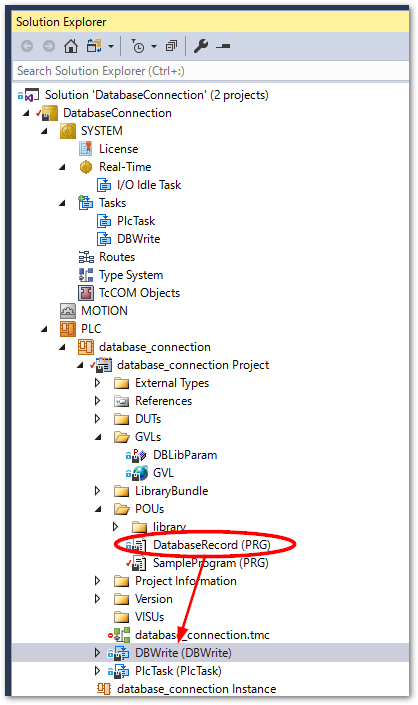 Solution Explorer
Search Solution Explorer (Ctrl+:)
Solution 'DatabaseConnection' (2 projects)
DatabaseConnection
SYSTEM
License
Real-Time
I/O Idle Task
Tasks
PlcTask
DBWrite
Routes
Type System
TcCOM Objects
MOTION
PLC
database_connection
database_connection Project
External Types
References
DUTs
GVLs
DBLibParam
GVL
LibraryBundle
POUs
library
DatabaseRecord (PRG)
SampleProgram (PRG)
Project Information
Version
VISUs
database_connection.tmc
DBWrite (DBWrite)
PlcTask (PlcTask)
database_connection Instance